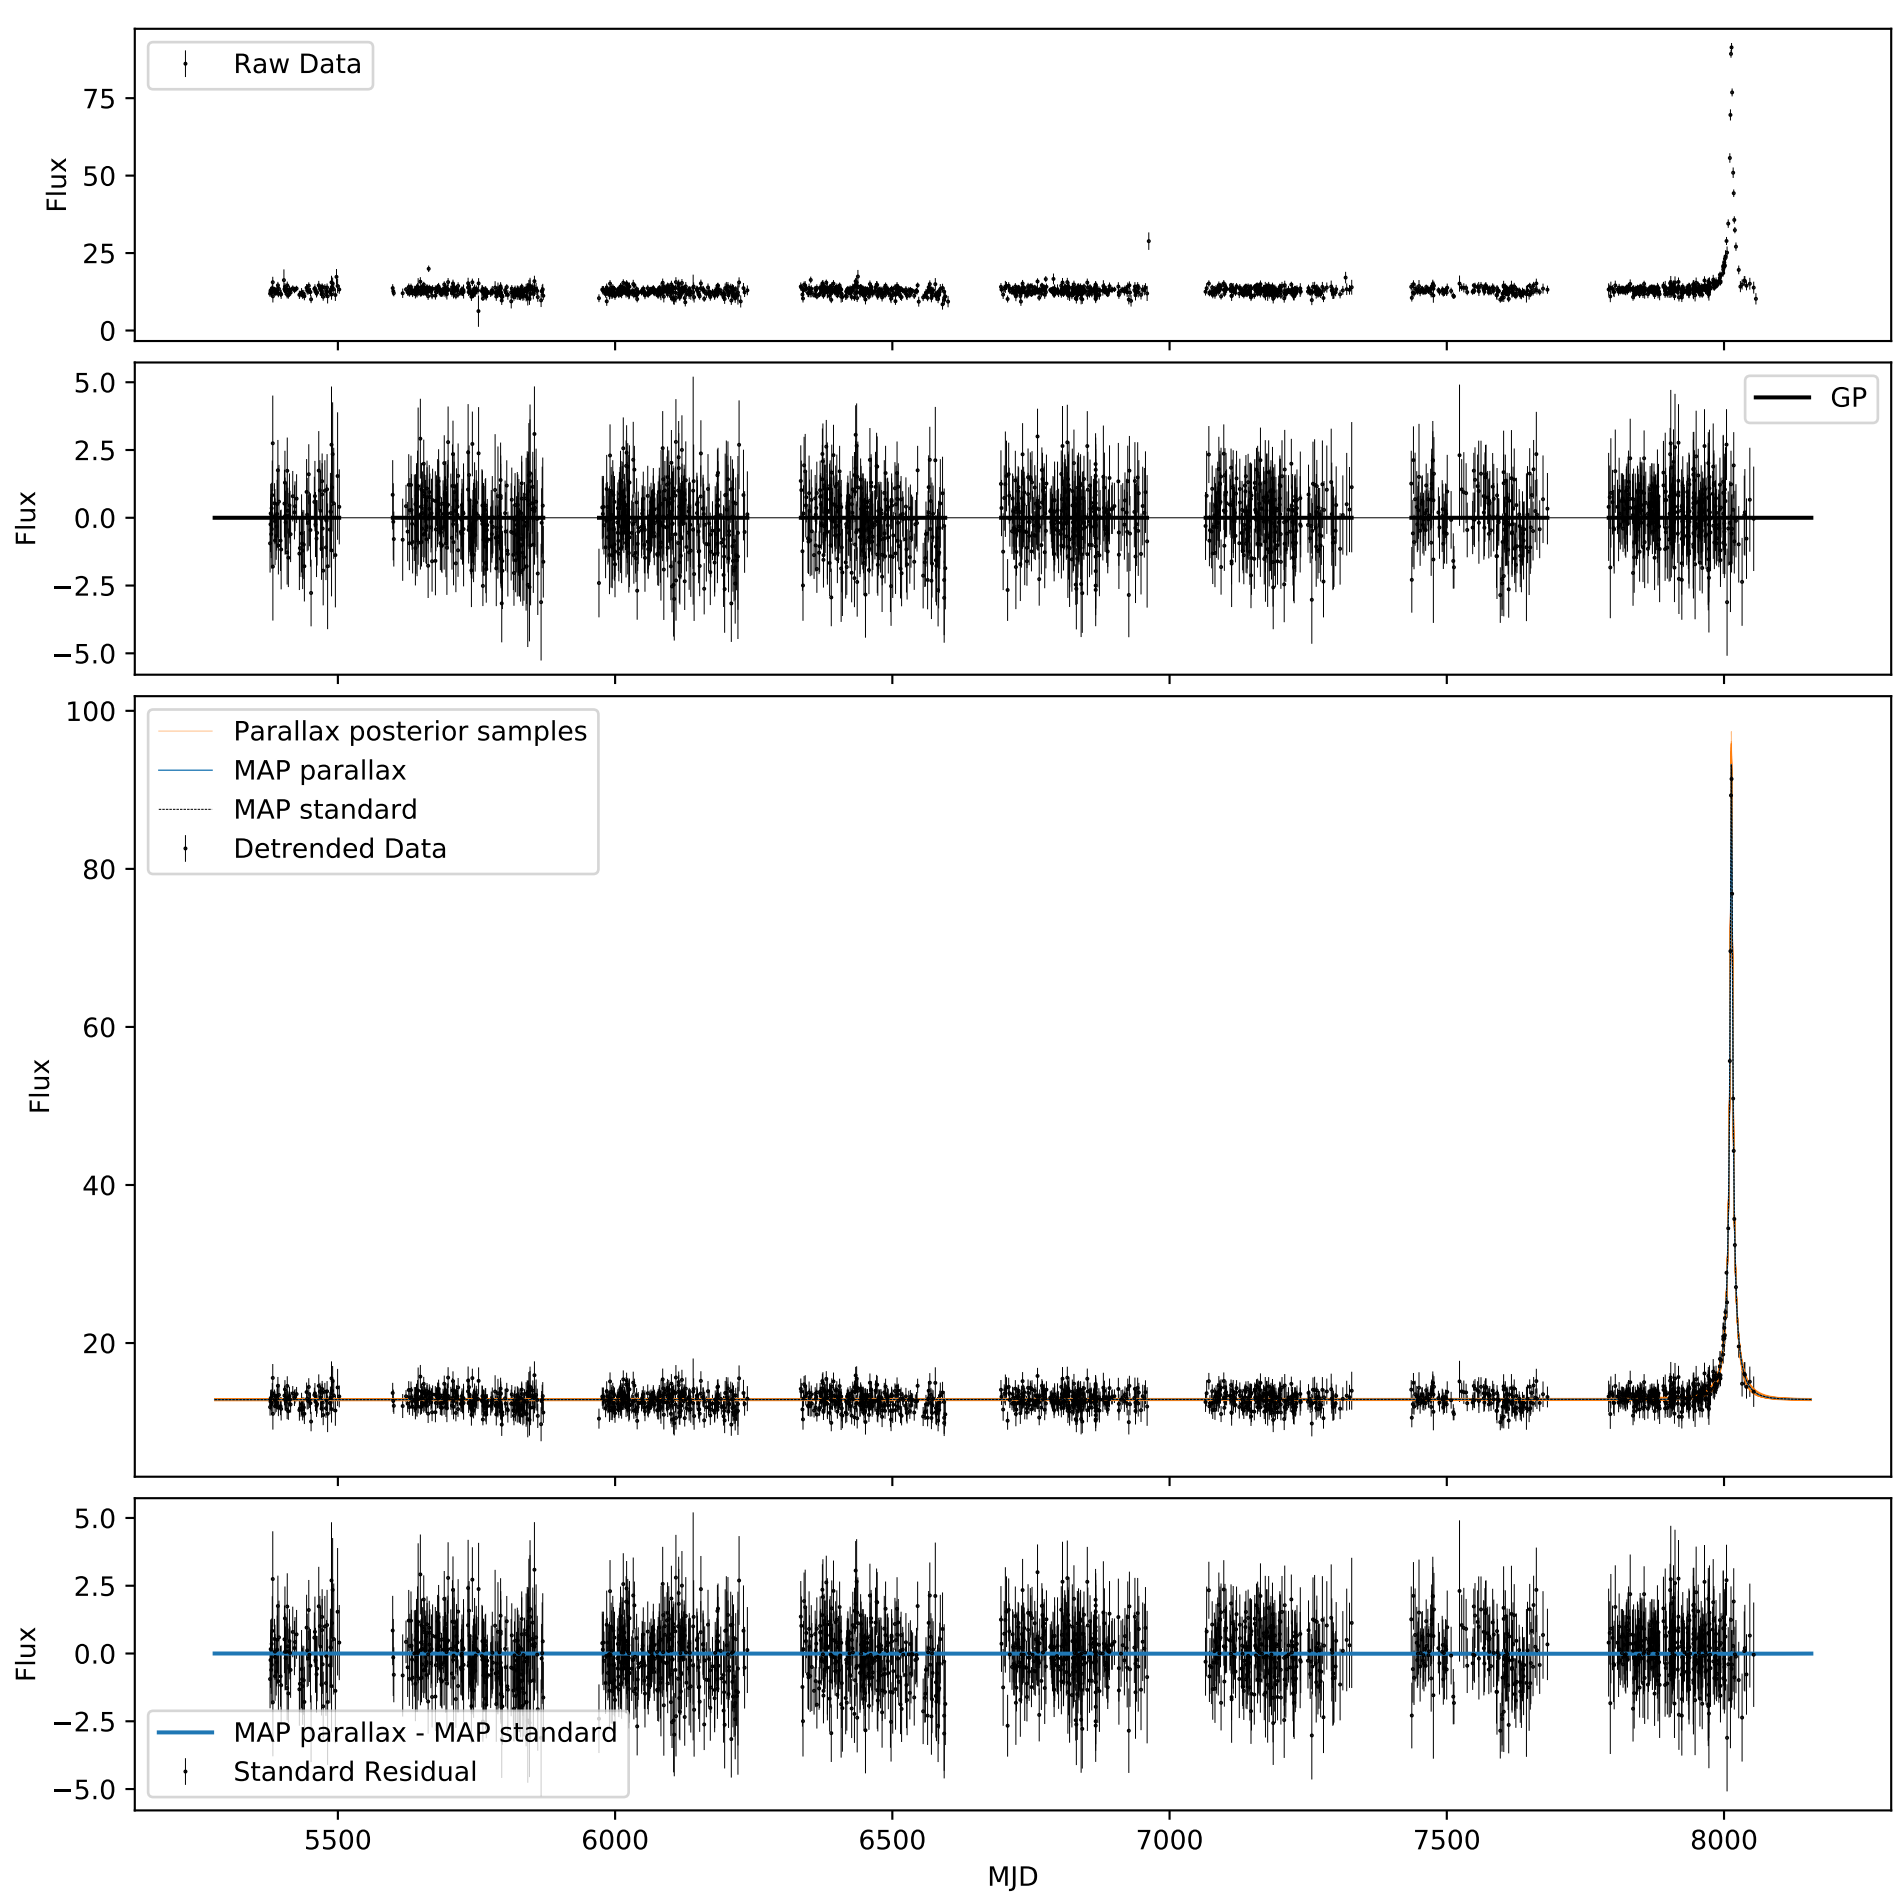 Raw Data
75
50
25
0
Flux
GP
5.0
2.5
0.0
−2.5
−5.0
Flux
Parallax posterior samples
MAP parallax
MAP standard
Detrended Data
100
80
60
40
20
Flux
5.0
2.5
0.0
−2.5
−5.0
Flux
MAP parallax - MAP standard
Standard Residual
5500 6000 6500 7000 7500 8000
MJD